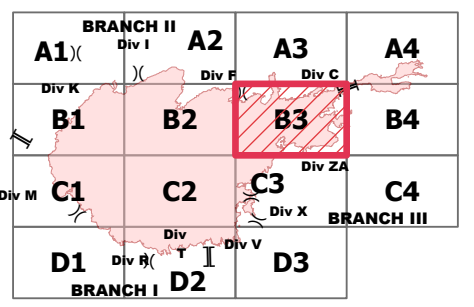 BRANCH II
A1
Div I
A2
A3
A4
Div F
Div C
Div K
B1
B2
B3
B4
Div ZA
Div M
C1
C2
C3
C4
Div X
BRANCH III
Div
T
Div V
D1
Div R
D2
D3
BRANCH I